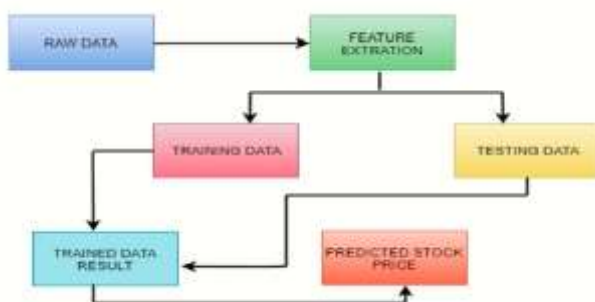 RAW DATA
FEATURE
EXTRATION
TRAINING DATA
TESTING DATA
TRAINED DATA
RESULT
PREDICTED STOCK
PRICE